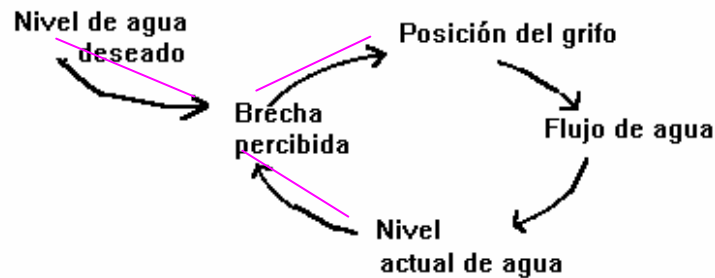 Nivel de agua
deseado
Posición del grifo
Brecha
percibida
Flujo de agua
Nivel
actual de agua